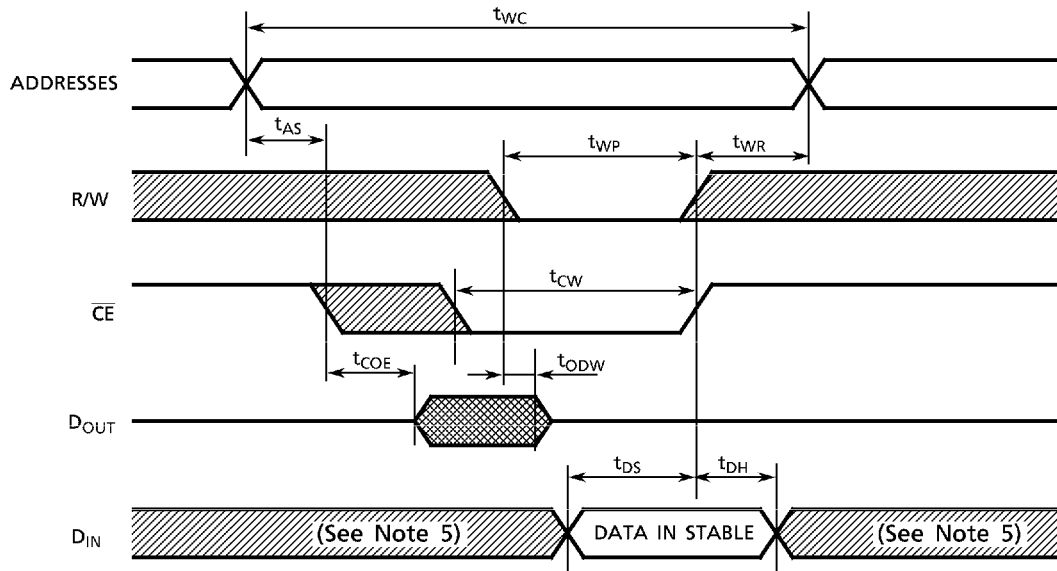 tWC
ADDRESSES
tAS
tWP
tWR
R/W
tCW
CE
tCOE
tODW
DOUT
tDS
tDH
DIN
(See Note 5)
DATA IN STABLE
(See Note 5)